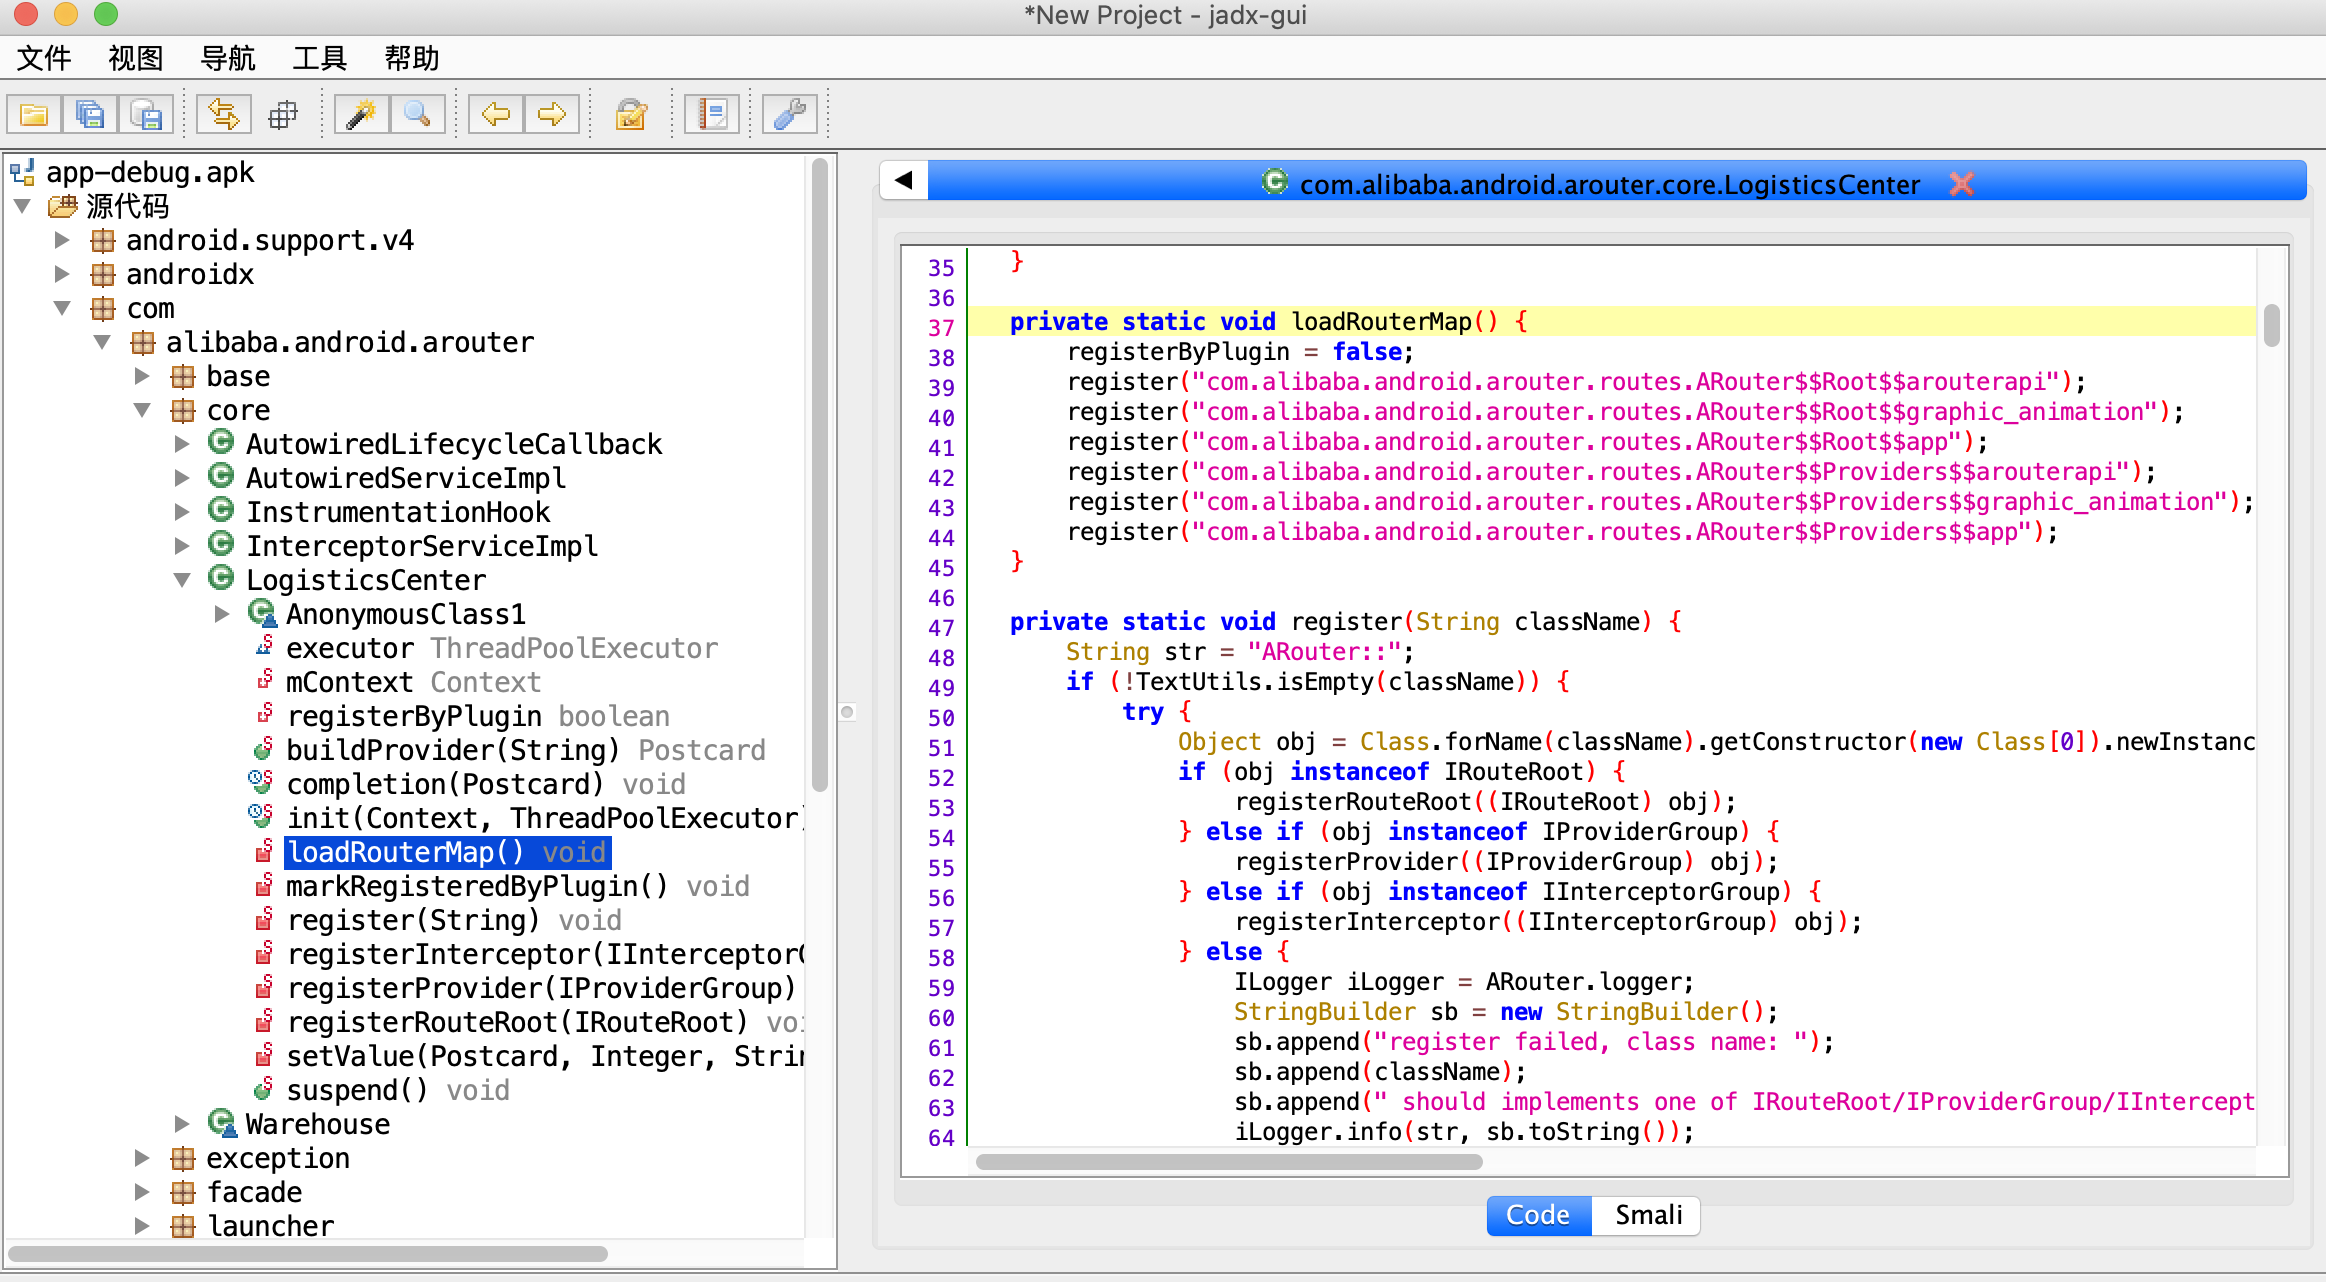 *New Project - jadx-gui
文件 视图 导航 工具 帮助
app-debug.apk
源代码
android.support.v4
androidx
com
alibaba.android.arouter
base
core
AutowiredLifecycleCallback
AutowiredServiceImpl
InstrumentationHook
InterceptorServiceImpl
LogisticsCenter
AnonymousClass1
executor ThreadPoolExecutor
mContext Context
registerByPlugin boolean
buildProvider(String) Postcard
completion(Postcard) void
init(Context, ThreadPoolExecutor)
loadRouterMap() void
markRegisteredByPlugin() void
register(String) void
registerInterceptor(IInterceptorG
registerProvider(IProviderGroup)
registerRouteRoot(IRouteRoot) voi
setValue(Postcard, Integer, Strin
suspend() void
Warehouse
exception
facade
launcher
com.alibaba.android.arouter.core.LogisticsCenter
35 }
36
37 private static void loadRouterMap() {
38 registerByPlugin = false;
39 register("com.alibaba.android.arouter.routes.ARouter$$Root$$arouterapi");
40 register("com.alibaba.android.arouter.routes.ARouter$$Root$$graphic_animation");
41 register("com.alibaba.android.arouter.routes.ARouter$$Root$$app");
42 register("com.alibaba.android.arouter.routes.ARouter$$Providers$$arouterapi");
43 register("com.alibaba.android.arouter.routes.ARouter$$Providers$$graphic_animation");
44 register("com.alibaba.android.arouter.routes.ARouter$$Providers$$app");
45 }
46
47 private static void register(String className) {
48 String str = "ARouter::";
49 if (!TextUtils.isEmpty(className)) {
50 try {
51 Object obj = Class.forName(className).getConstructor(new Class[0]).newInstanc
52 if (obj instanceof IRouteRoot) {
53 registerRouteRoot((IRouteRoot) obj);
54 } else if (obj instanceof IProviderGroup) {
55 registerProvider((IProviderGroup) obj);
56 } else if (obj instanceof IInterceptorGroup) {
57 registerInterceptor((IInterceptorGroup) obj);
58 } else {
59 ILogger iLogger = ARouter.logger;
60 StringBuilder sb = new StringBuilder();
61 sb.append("register failed, class name: ");
62 sb.append(className);
63 sb.append(" should implements one of IRouteRoot/IProviderGroup/IIntercept
64 iLogger.info(str, sb.toString());
Code Smali